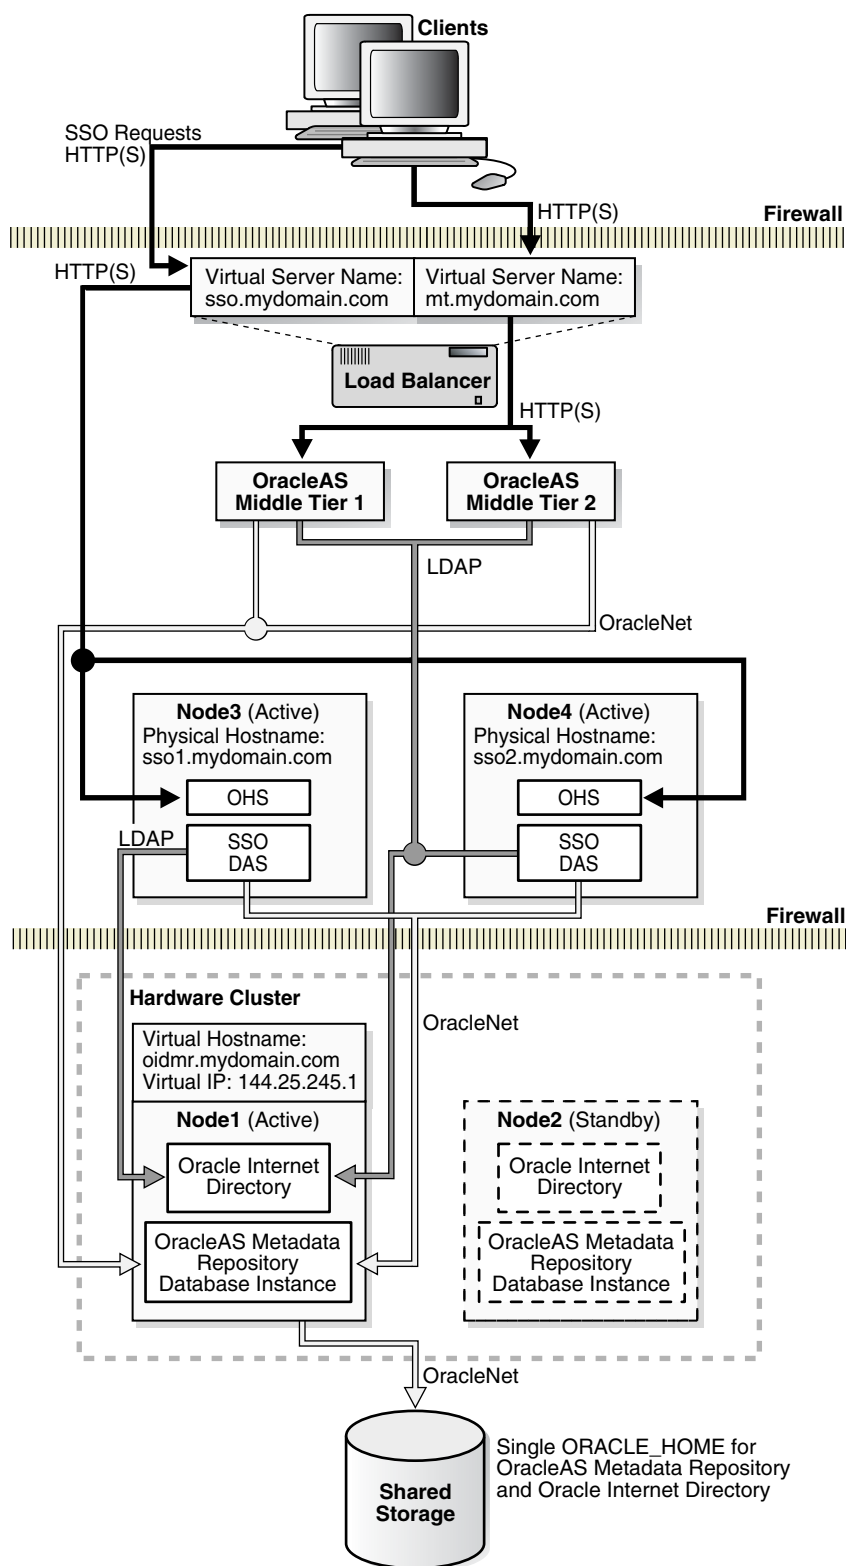 Clients
SSO Requests
HTTP(S)
HTTP(S)
Firewall
HTTP(S)
Virtual Server Name:
sso.mydomain.com
Virtual Server Name:
mt.mydomain.com
Load Balancer
HTTP(S)
OracleAS
Middle Tier 1
OracleAS
Middle Tier 2
LDAP
OracleNet
Node3 (Active)
Physical Hostname:
sso1.mydomain.com
OHS
LDAP
SSO
DAS
Node4 (Active)
Physical Hostname:
sso2.mydomain.com
OHS
SSO
DAS
Firewall
Hardware Cluster
OracleNet
Virtual Hostname:
oidmr.mydomain.com
Virtual IP: 144.25.245.1
Node1 (Active)
Oracle Internet
Directory
OracleAS Metadata
Repository
Database Instance
Node2 (Standby)
Oracle Internet
Directory
OracleAS Metadata
Repository
Database Instance
OracleNet
Shared
Storage
Single ORACLE_HOME for
OracleAS Metadata Repository
and Oracle Internet Directory